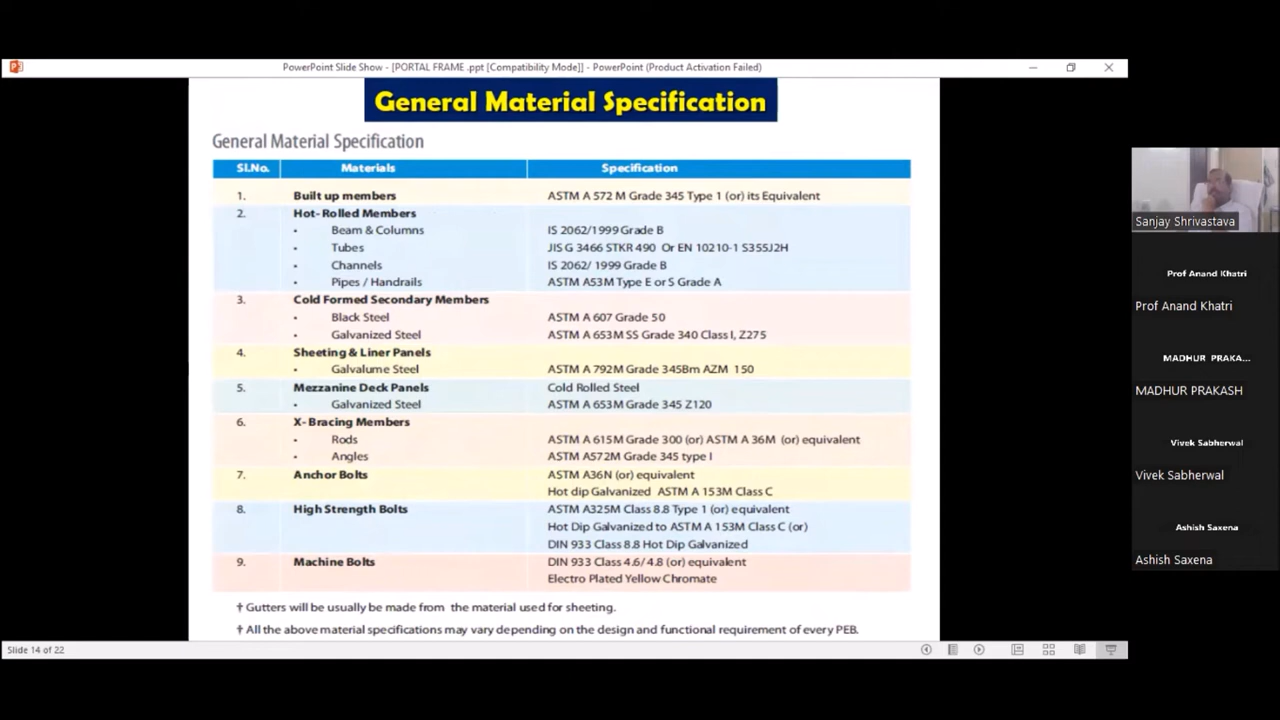 PowerPoint Slide Show - [PORTAL FRAME .ppt [Compatibility Mode]] - PowerPoint (Product Activation Failed)
General Material Specification
General Material Specification
Sl.No. Materials Specification
1. Built up members ASTM A 572 M Grade 345 Type 1 (or) its Equivalent
2. Hot- Rolled Members
• Beam & Columns IS 2062/1999 Grade B
• Tubes JIS G 3466 STKR 490 Or EN 10210-1 S355J2H
• Channels IS 2062/ 1999 Grade B
• Pipes / Handrails ASTM A53M Type E or S Grade A
3. Cold Formed Secondary Members
• Black Steel ASTM A 607 Grade 50
• Galvanized Steel ASTM A 653M SS Grade 340 Class I, Z275
4. Sheeting & Liner Panels
• Galvalume Steel ASTM A 792M Grade 345Bm AZM 150
5. Mezzanine Deck Panels Cold Rolled Steel
• Galvanized Steel ASTM A 653M Grade 345 Z120
6. X- Bracing Members
• Rods ASTM A 615M Grade 300 (or) ASTM A 36M (or) equivalent
• Angles ASTM A572M Grade 345 type I
7. Anchor Bolts ASTM A36N (or) equivalent
Hot dip Galvanized ASTM A 153M Class C
8. High Strength Bolts ASTM A325M Class 8.8 Type 1 (or) equivalent
Hot Dip Galvanized to ASTM A 153M Class C (or)
DIN 933 Class 8.8 Hot Dip Galvanized
9. Machine Bolts DIN 933 Class 4.6/ 4.8 (or) equivalent
Electro Plated Yellow Chromate
† Gutters will be usually be made from the material used for sheeting.
† All the above material specifications may vary depending on the design and functional requirement of every PEB.
Slide 14 of 22
Sanjay Shrivastava
Prof Anand Khatri
Prof Anand Khatri
MADHUR PRAKA...
MADHUR PRAKASH
Vivek Sabherwal
Vivek Sabherwal
Ashish Saxena
Ashish Saxena